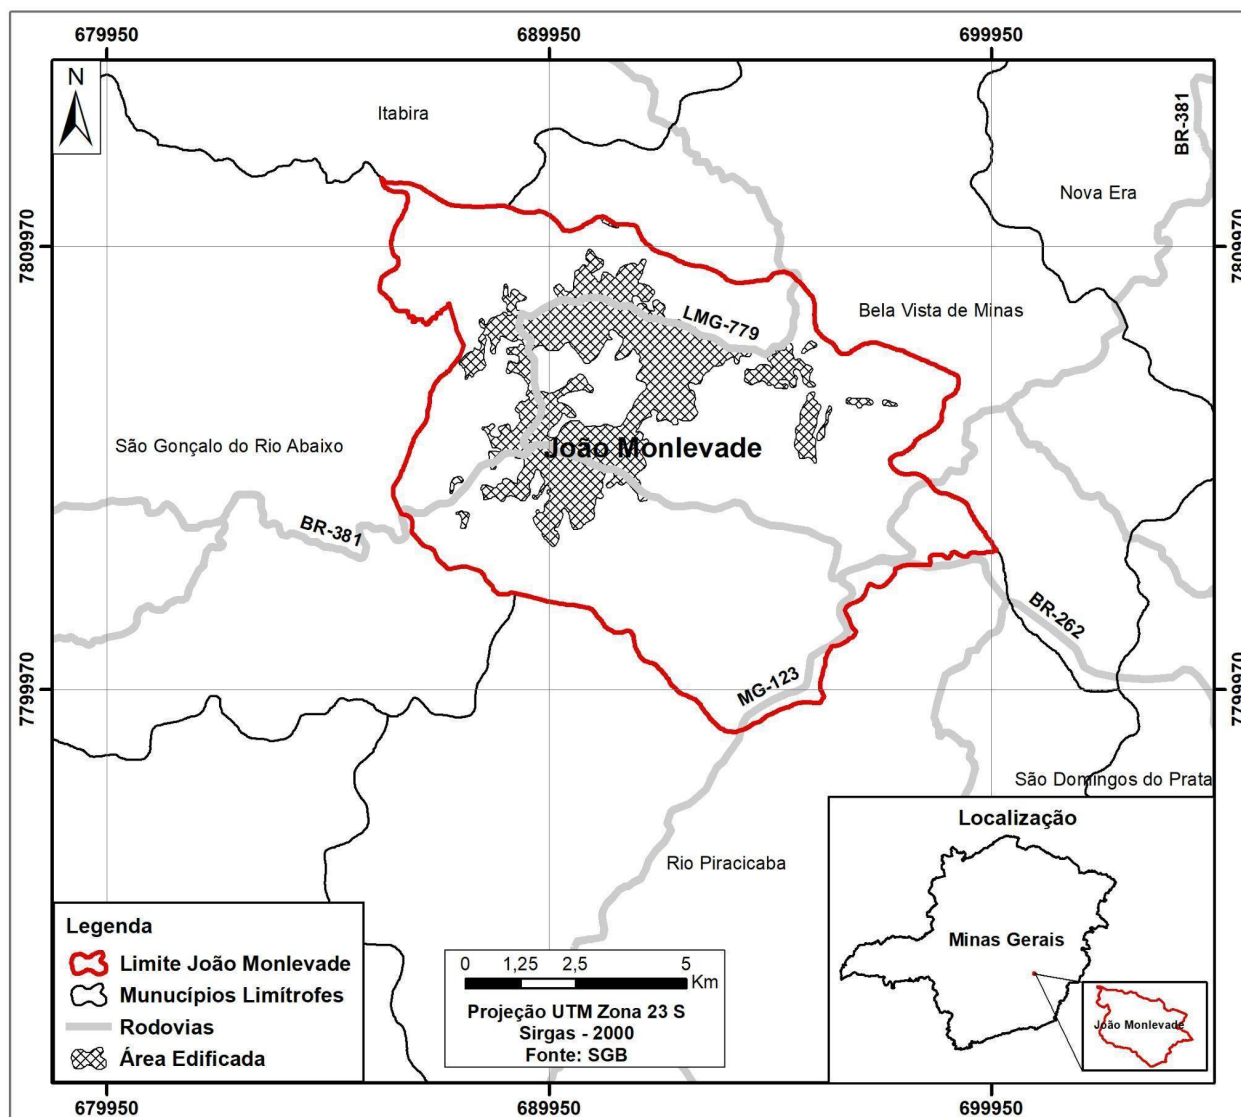 679950
689950
699950
N
Itabira
BR-381
Nova Era
7809970
7809970
LMG-779
Bela Vista de Minas
São Gonçalo do Rio Abaixo
João Monlevade
BR-381
BR-262
7799970
7799970
MG-123
São Domingos do Prata
Rio Piracicaba
Legenda
Limite João Monlevade
Munucípios Limítrofes
Rodovias
Área Edificada
0 1,25 2,5 5
Km
Projeção UTM Zona 23 S
Sirgas - 2000
Fonte: SGB
Localização
Minas Gerais
João Monlevade
679950
689950
699950